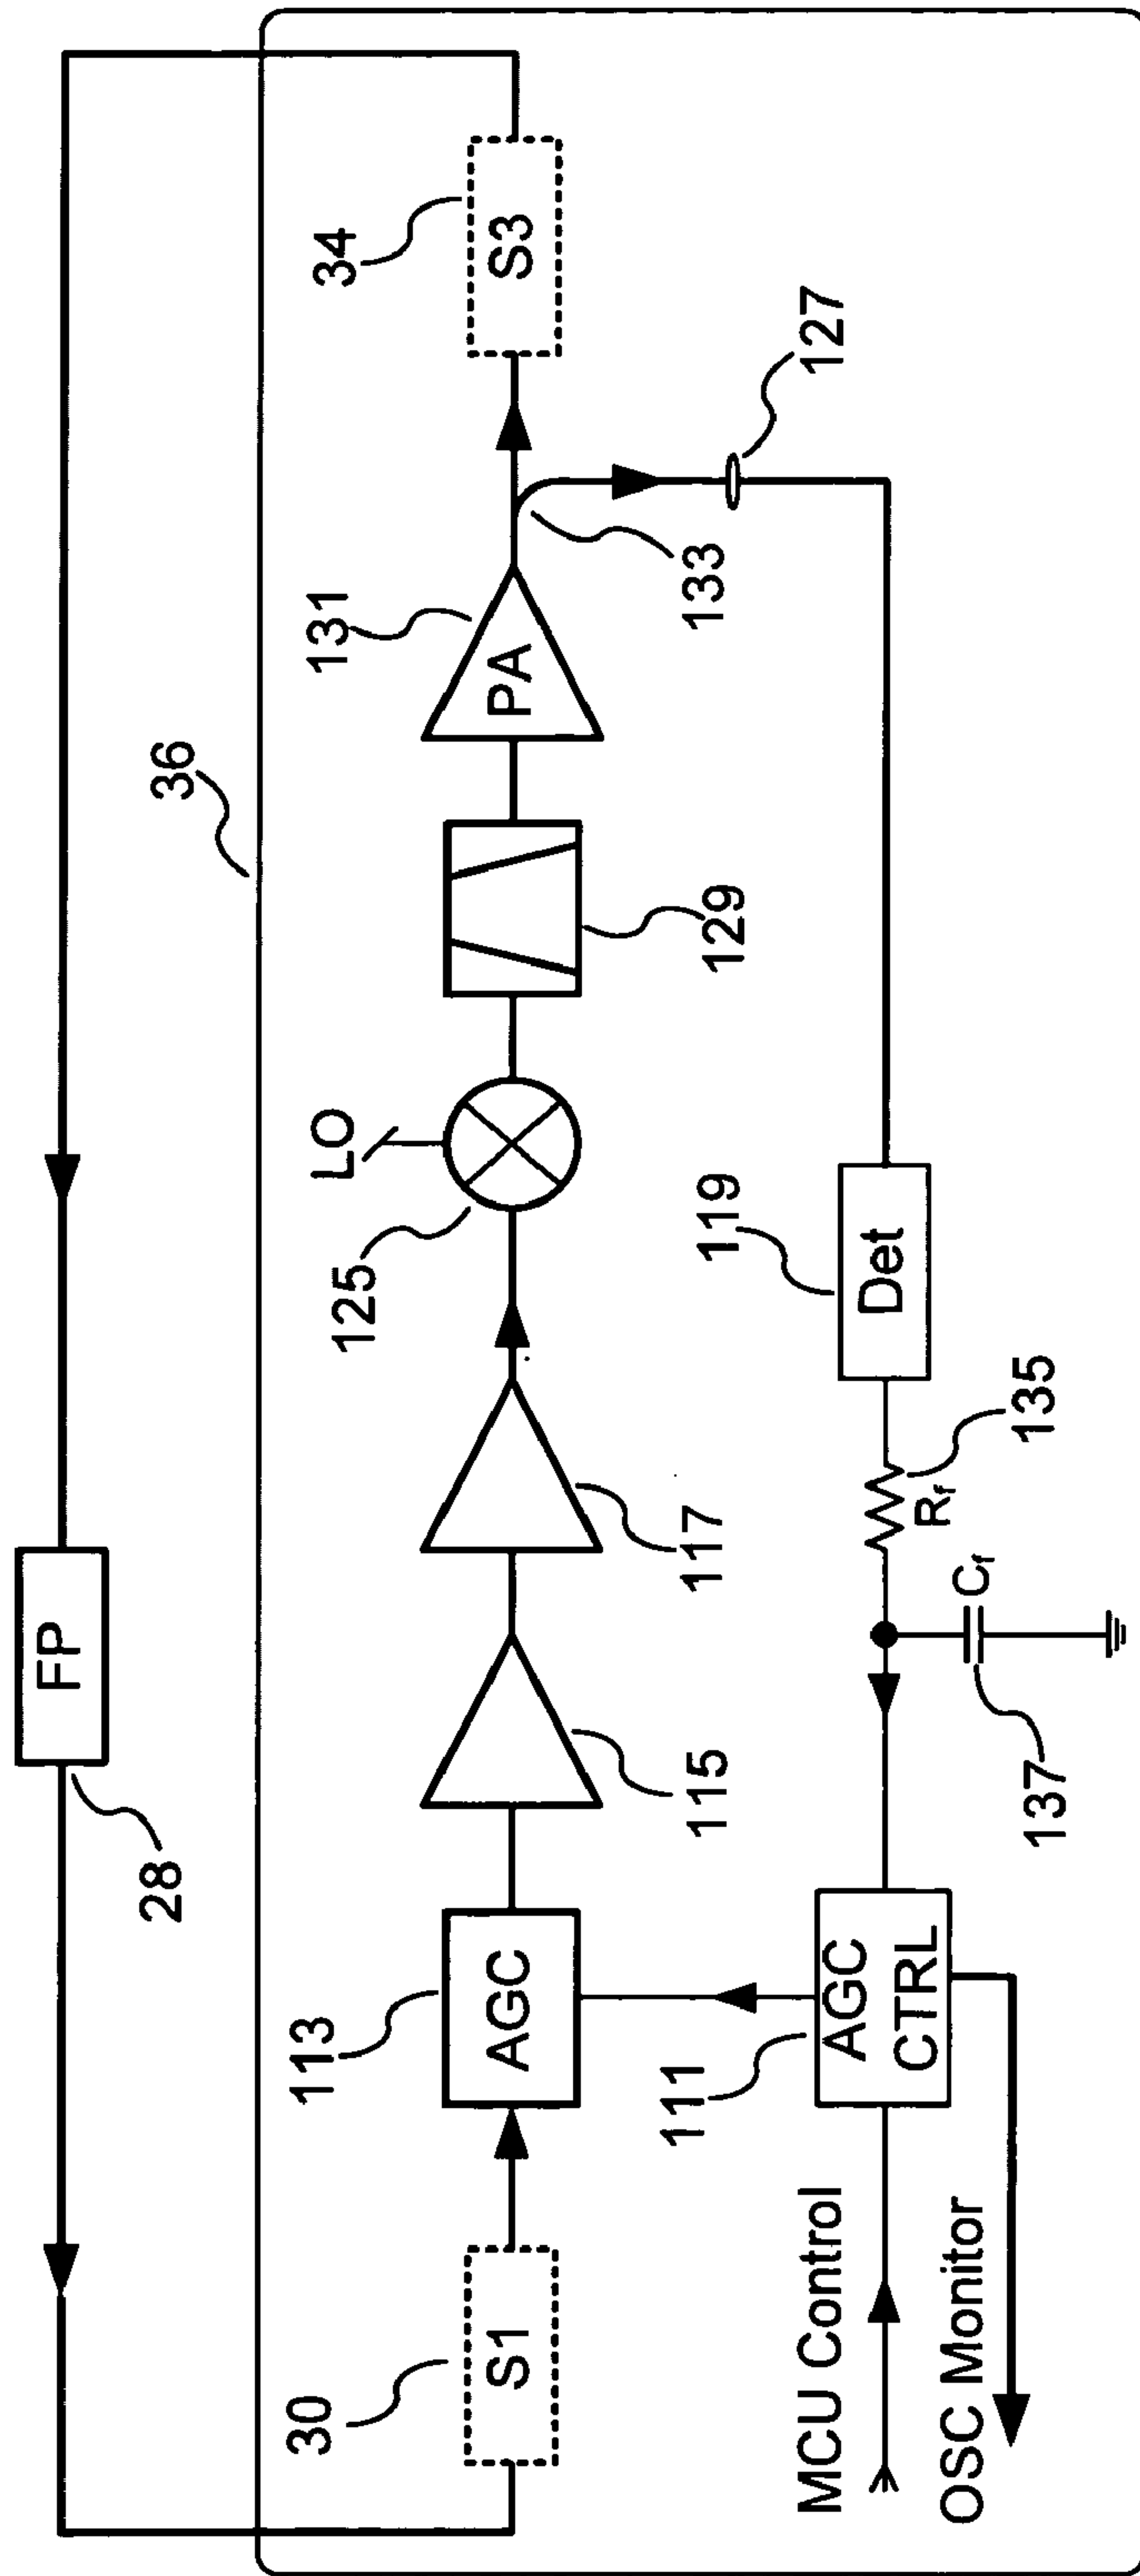 FP
28
36
30
S1
113
AGC
115
117
LO
125
129
131
PA
34
S3
133
127
119
Det
135
Rf
Cf
137
111
AGC
CTRL
MCU Control
OSC Monitor